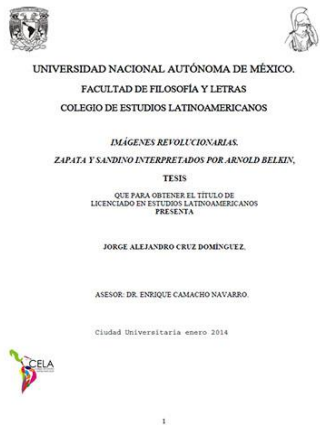 UNIVERSIDAD NACIONAL AUTÓNOMA DE MÉXICO.
FACULTAD DE FILOSOFÍA Y LETRAS
COLEGIO DE ESTUDIOS LATINOAMERICANOS
IMÁGENES REVOLUCIONARIAS.
ZAPATA Y SANDINO INTERPRETADOS POR ARNOLD BELKIN,
TESIS
QUE PARA OBTENER EL TÍTULO DE
LICENCIADO EN ESTUDIOS LATINOAMERICANOS
PRESENTA
JORGE ALEJANDRO CRUZ DOMÍNGUEZ.
ASESOR: DR. ENRIQUE CAMACHO NAVARRO.
Ciudad Universitaria enero 2014
CELA
1